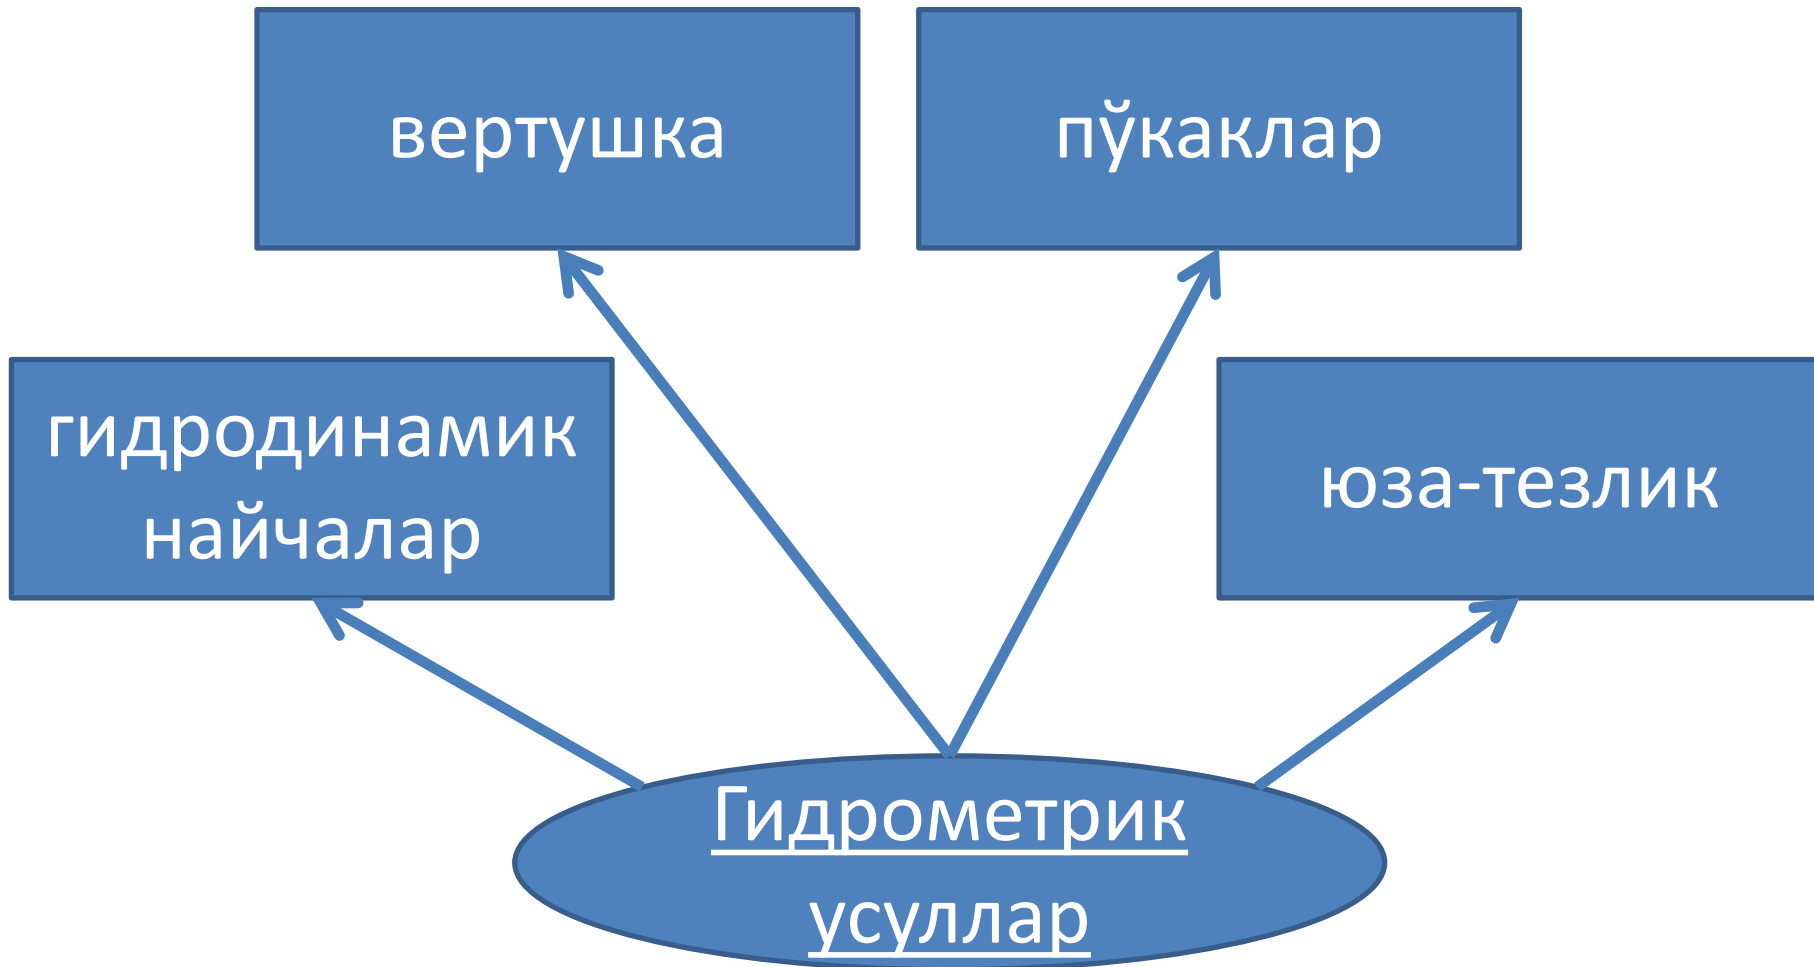 вертушка
пўкаклар
гидродинамик
найчалар
юза-тезлик
Гидрометрик
усуллар